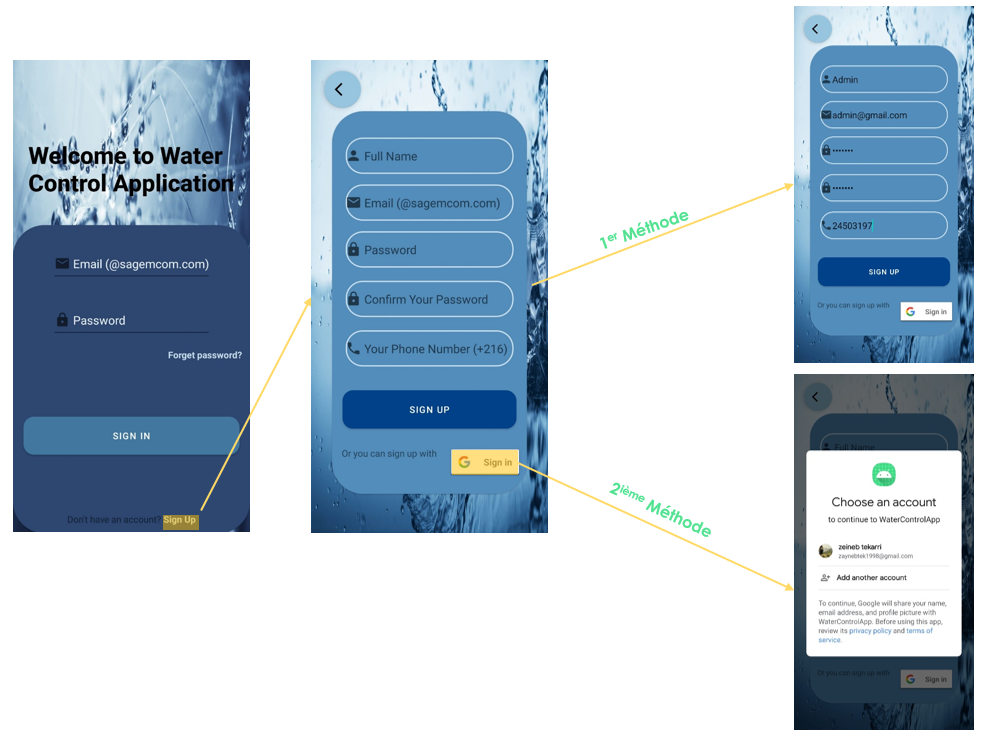 Welcome to Water
Control Application
Email (@sagemcom.com)
Password
Forget password?
SIGN IN
Don't have an account? Sign Up
Full Name
Email (@sagemcom.com)
Password
Confirm Your Password
Your Phone Number (+216)
SIGN UP
Or you can sign up with
Sign in
1er Méthode
2ième Méthode
Admin
admin@gmail.com
•••••••
•••••••
24503197
SIGN UP
Or you can sign up with
Sign in
Full Name
Choose an account
to continue to WaterControlApp
zeineb tekarri
zaynebtek1998@gmail.com
Add another account
To continue, Google will share your name,
email address, and profile picture with
WaterControlApp. Before using this app,
review its privacy policy and terms of
service.
Or you can sign up with
Sign in